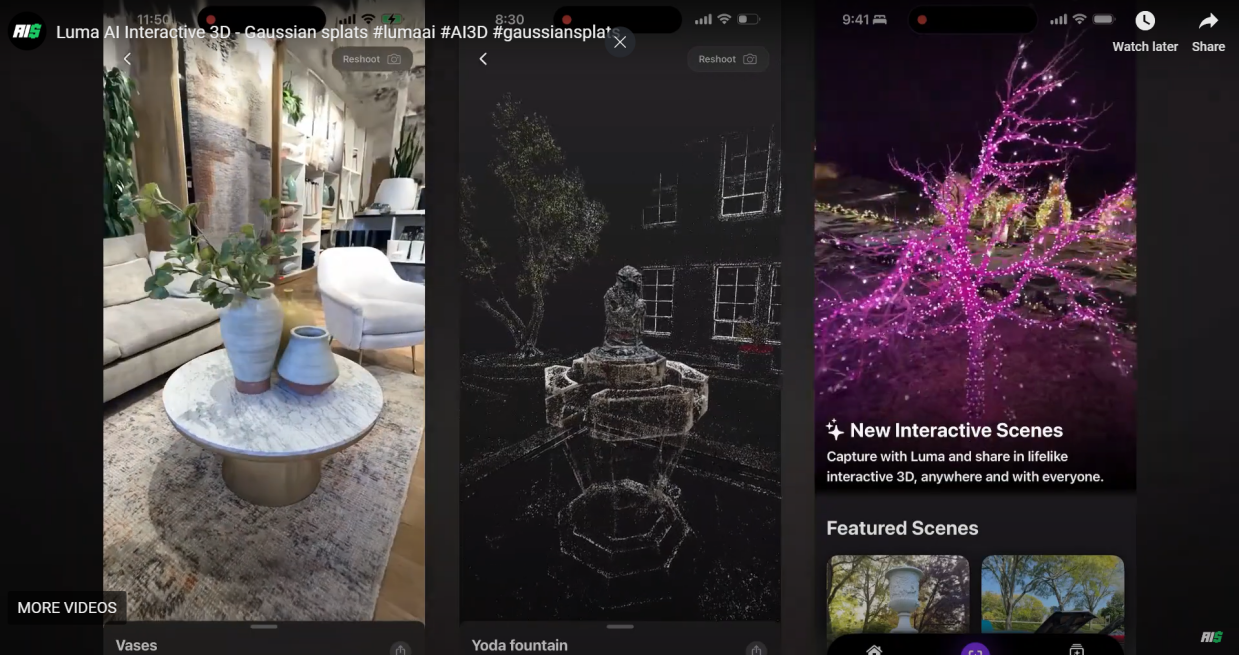 AI$
Luma AI Interactive 3D - Gaussian splats #lumaai #AI3D #gaussiansplats
Watch later
Share
11:50
Reshoot
Vases
8:30
Reshoot
Yoda fountain
9:41
New Interactive Scenes
Capture with Luma and share in lifelike
interactive 3D, anywhere and with everyone.
Featured Scenes
MORE VIDEOS
AI$